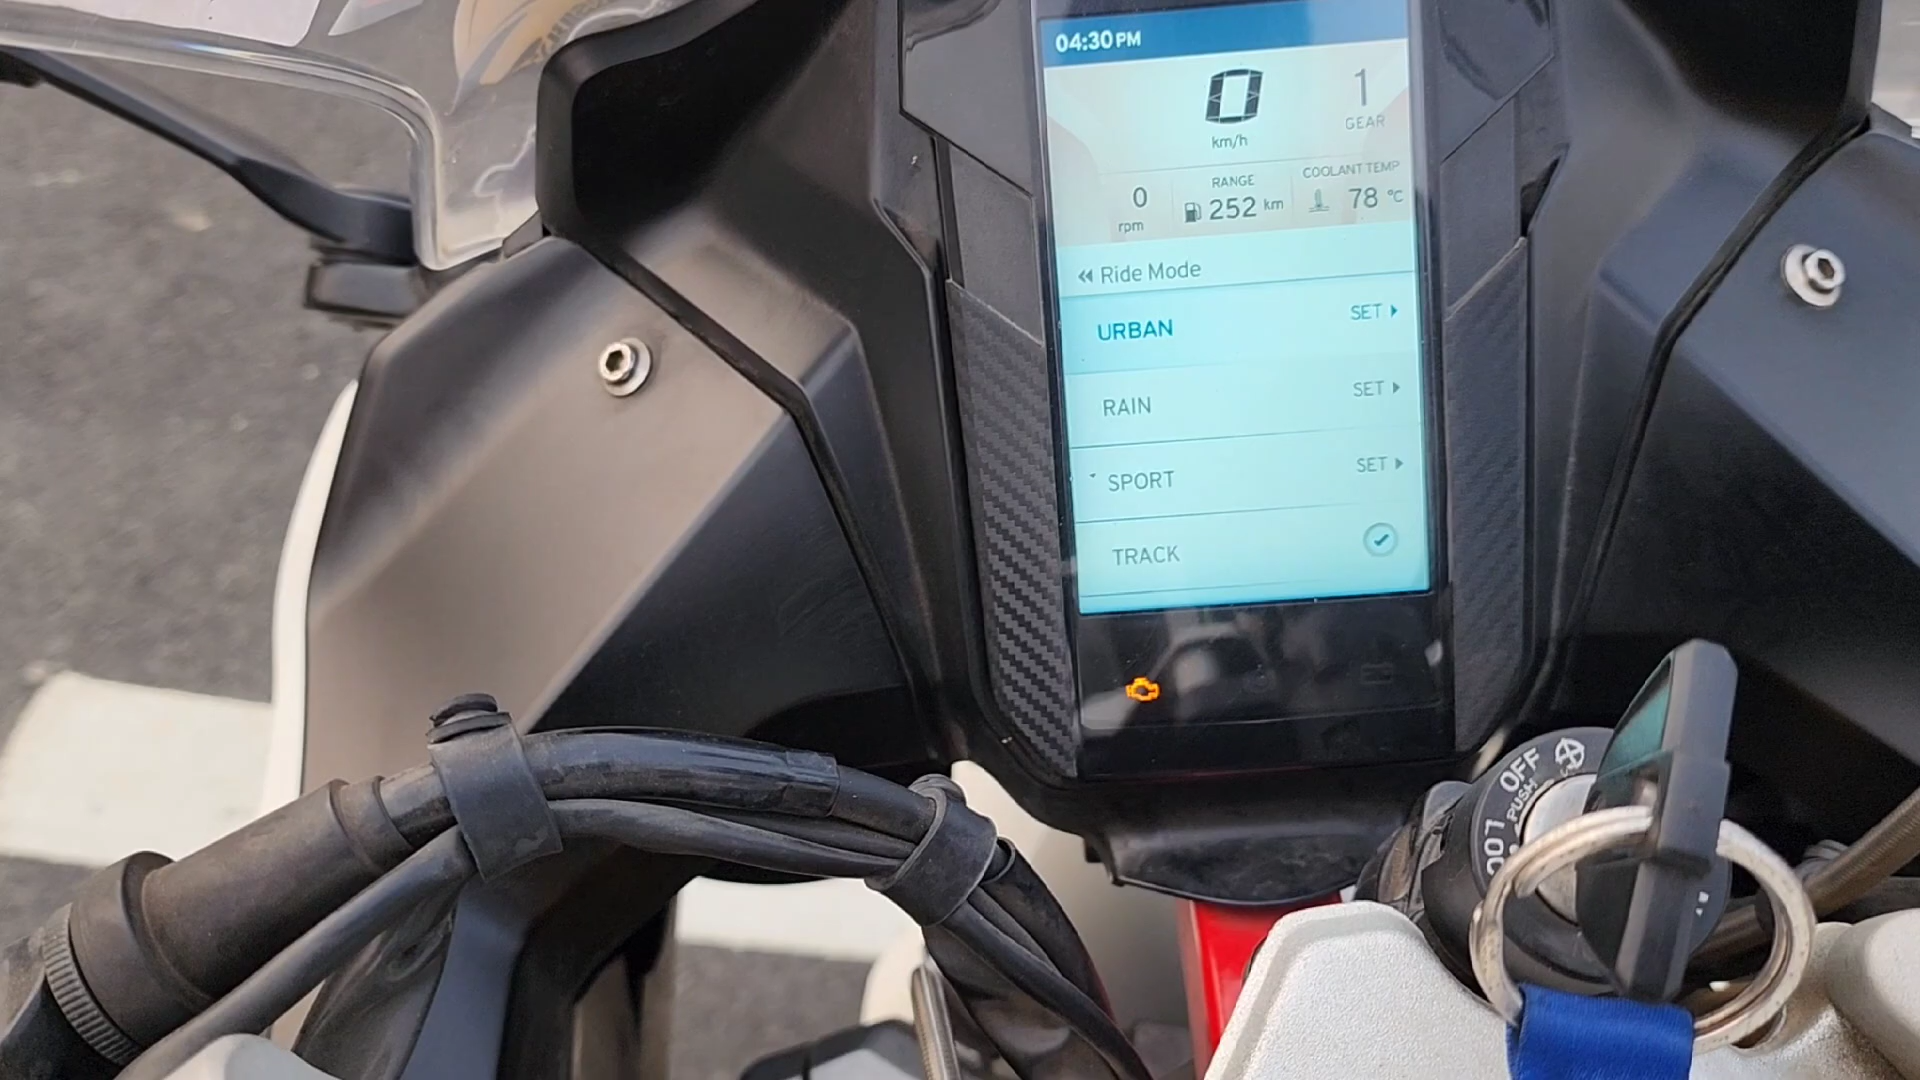 04:30 PM
0
km/h
1
GEAR
0
rpm
RANGE
252 km
COOLANT TEMP
78 °C
Ride Mode
URBAN
SET
RAIN
SET
SPORT
SET
TRACK
OFF
PUSH